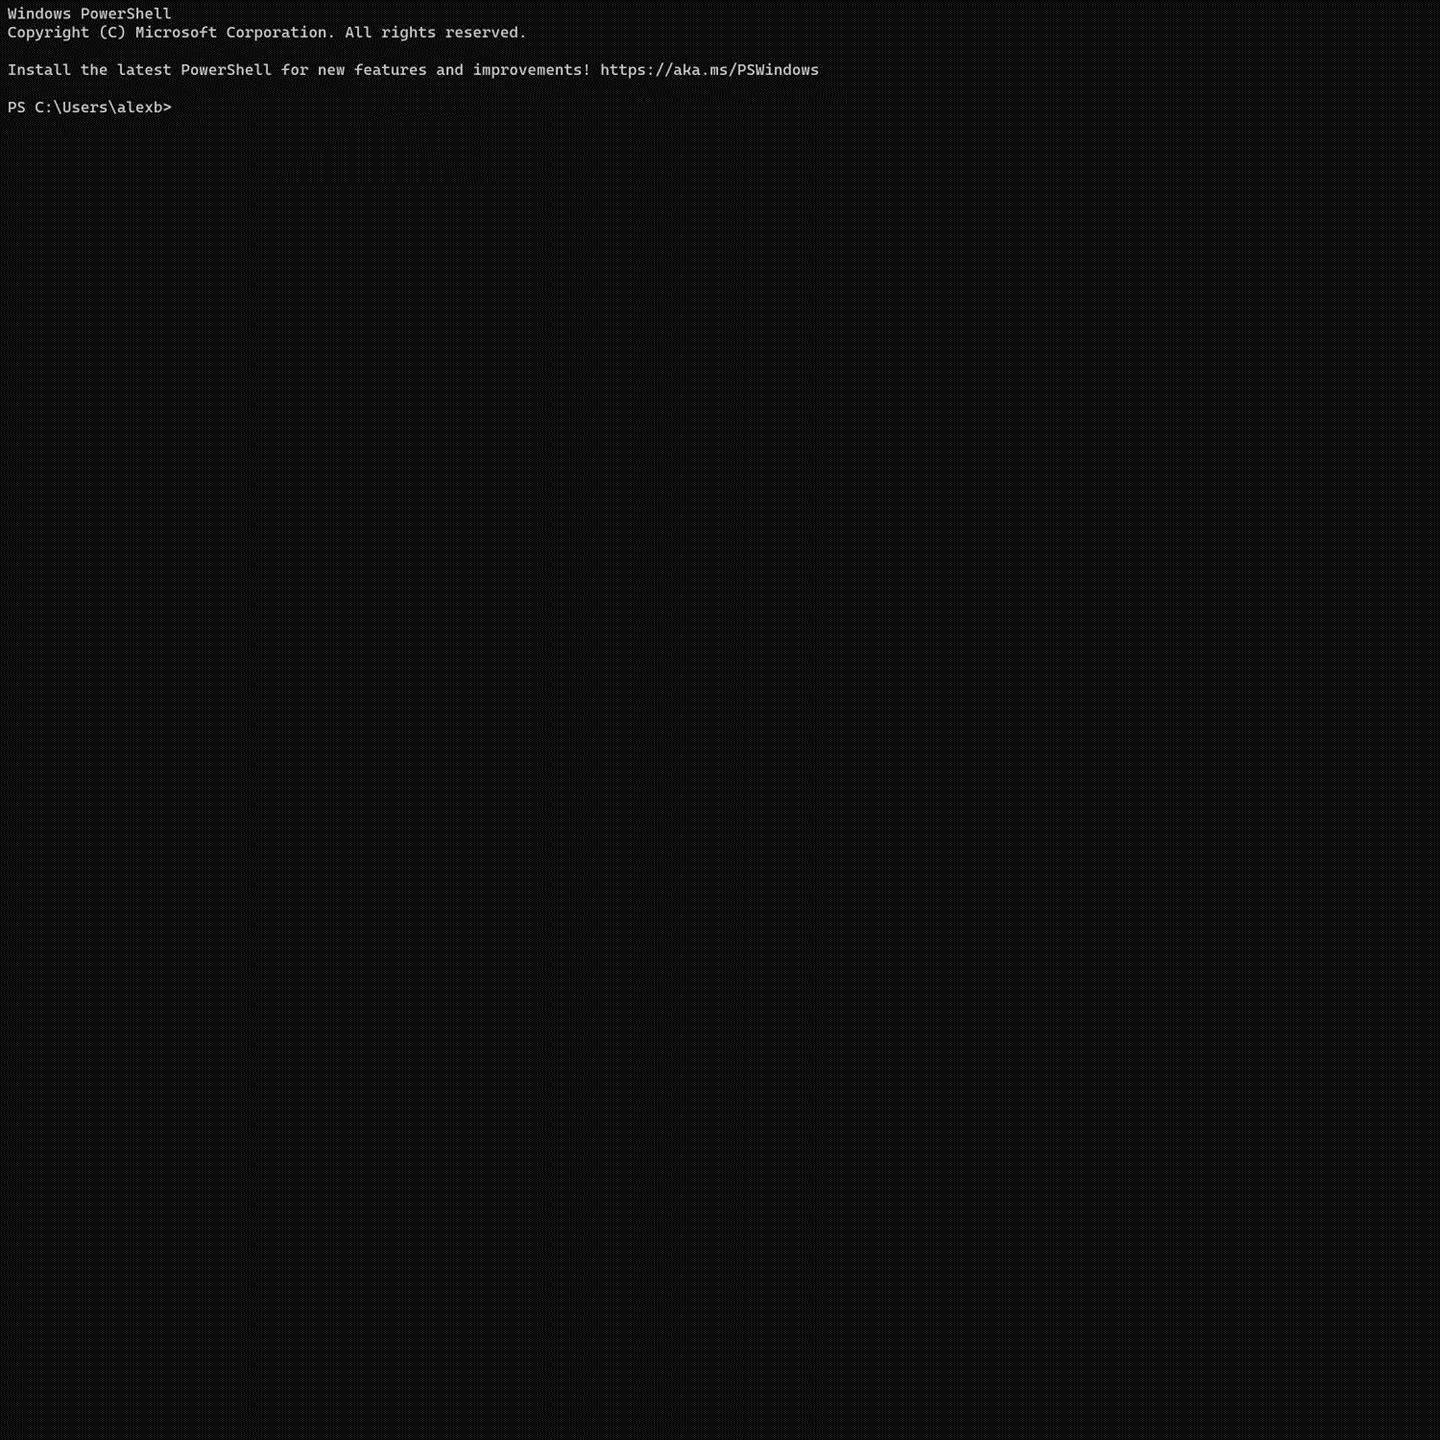 Windows PowerShell
Copyright (C) Microsoft Corporation. All rights reserved.
Install the latest PowerShell for new features and improvements! https://aka.ms/PSWindows
PS C:\Users\alexb>